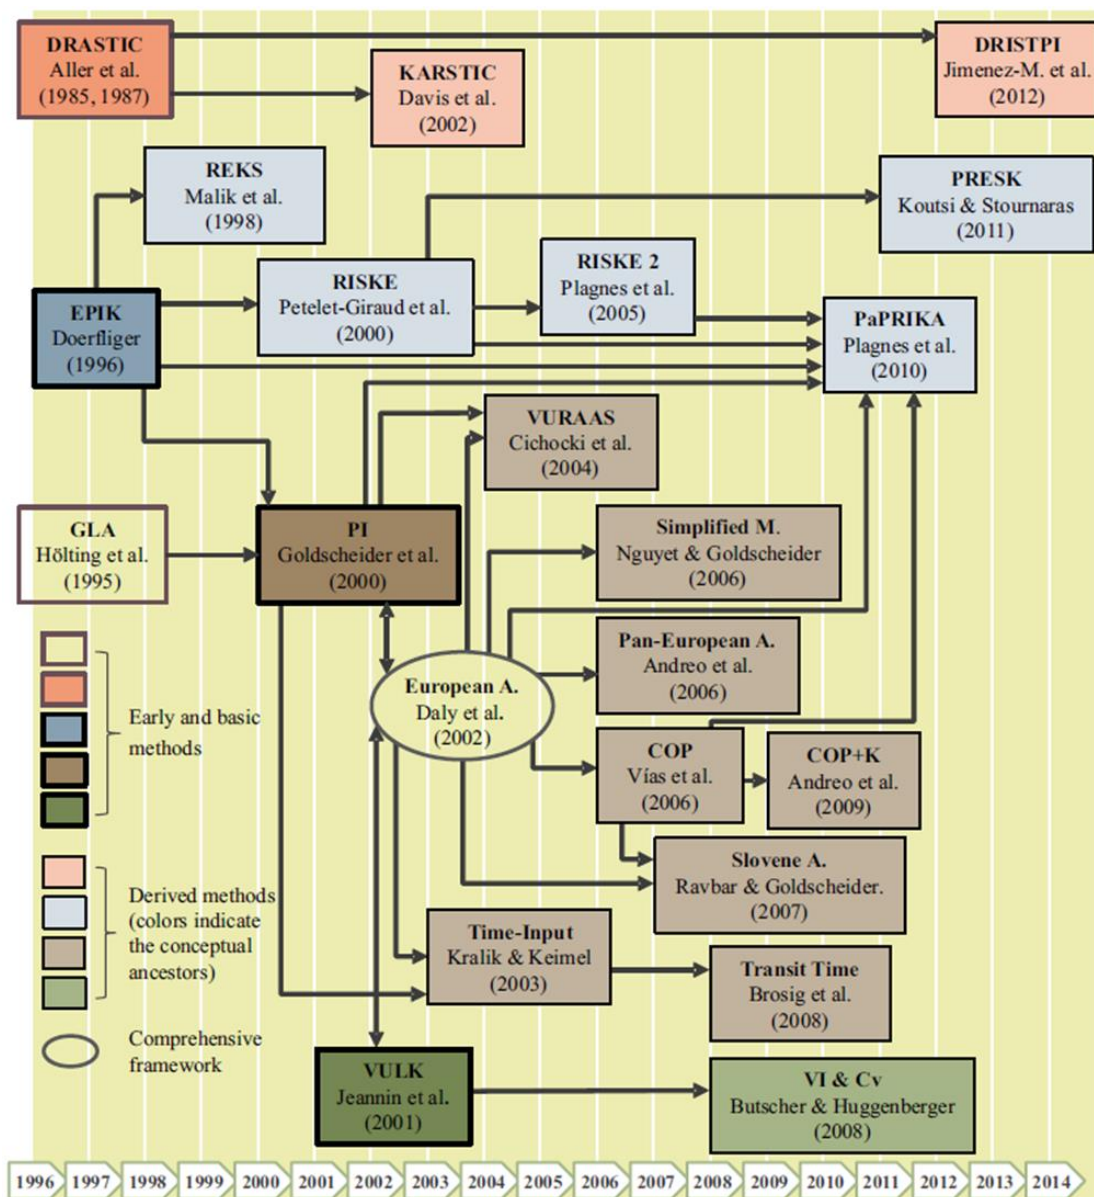 DRASTIC
Aller et al.
(1985, 1987)
KARSTIC
Davis et al.
(2002)
DRISTPI
Jimenez-M. et al.
(2012)
REKS
Malik et al.
(1998)
PRESK
Koutsi & Stournaras
(2011)
EPIK
Doerfliger
(1996)
RISKE
Petelet-Giraud et al.
(2000)
RISKE 2
Plagnes et al.
(2005)
PaPRIKA
Plagnes et al.
(2010)
VURAAS
Cichocki et al.
(2004)
GLA
Hölting et al.
(1995)
PI
Goldscheider et al.
(2000)
Simplified M.
Nguyet & Goldscheider
(2006)
European A.
Daly et al.
(2002)
Pan-European A.
Andreo et al.
(2006)
COP
Vías et al.
(2006)
COP+K
Andreo et al.
(2009)
Slovene A.
Ravbar & Goldscheider.
(2007)
Time-Input
Kralik & Keimel
(2003)
Transit Time
Brosig et al.
(2008)
VULK
Jeannin et al.
(2001)
VI & Cv
Butscher & Huggenberger
(2008)
Early and basic
methods
Derived methods
(colors indicate
the conceptual
ancestors)
Comprehensive
framework
1996 1997 1998 1999 2000 2001 2002 2003 2004 2005 2006 2007 2008 2009 2010 2011 2012 2013 2014